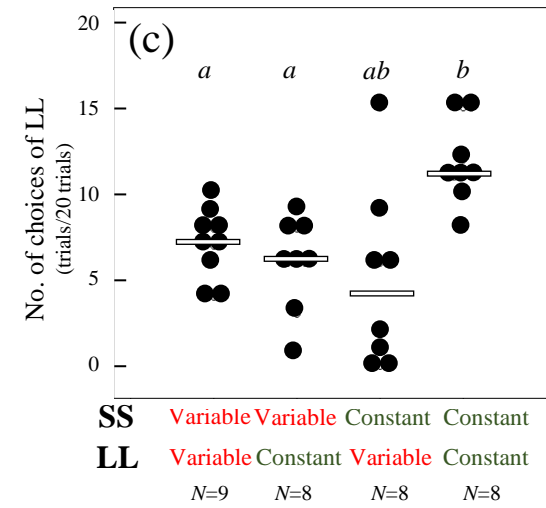 (c)
No. of choices of LL
(trials/20 trials)
20
15
10
5
0
a a ab b
SS Variable Variable Constant Constant
LL Variable Constant Variable Constant
N=9 N=8 N=8 N=8